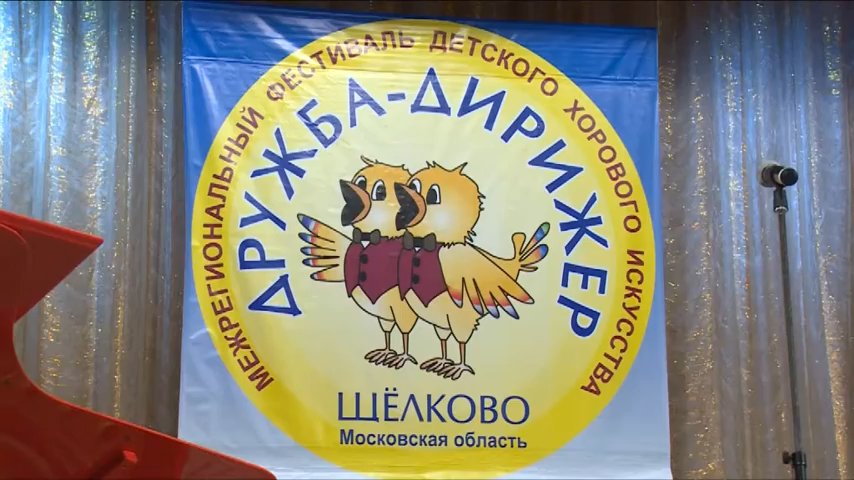 МЕЖРЕГИОНАЛЬНЫЙ ФЕСТИВАЛЬ ДЕТСКОГО ХОРОВОГО ИСКУССТВА
ДРУЖБА-ДИРИЖЕР
ЩЁЛКОВО
Московская область